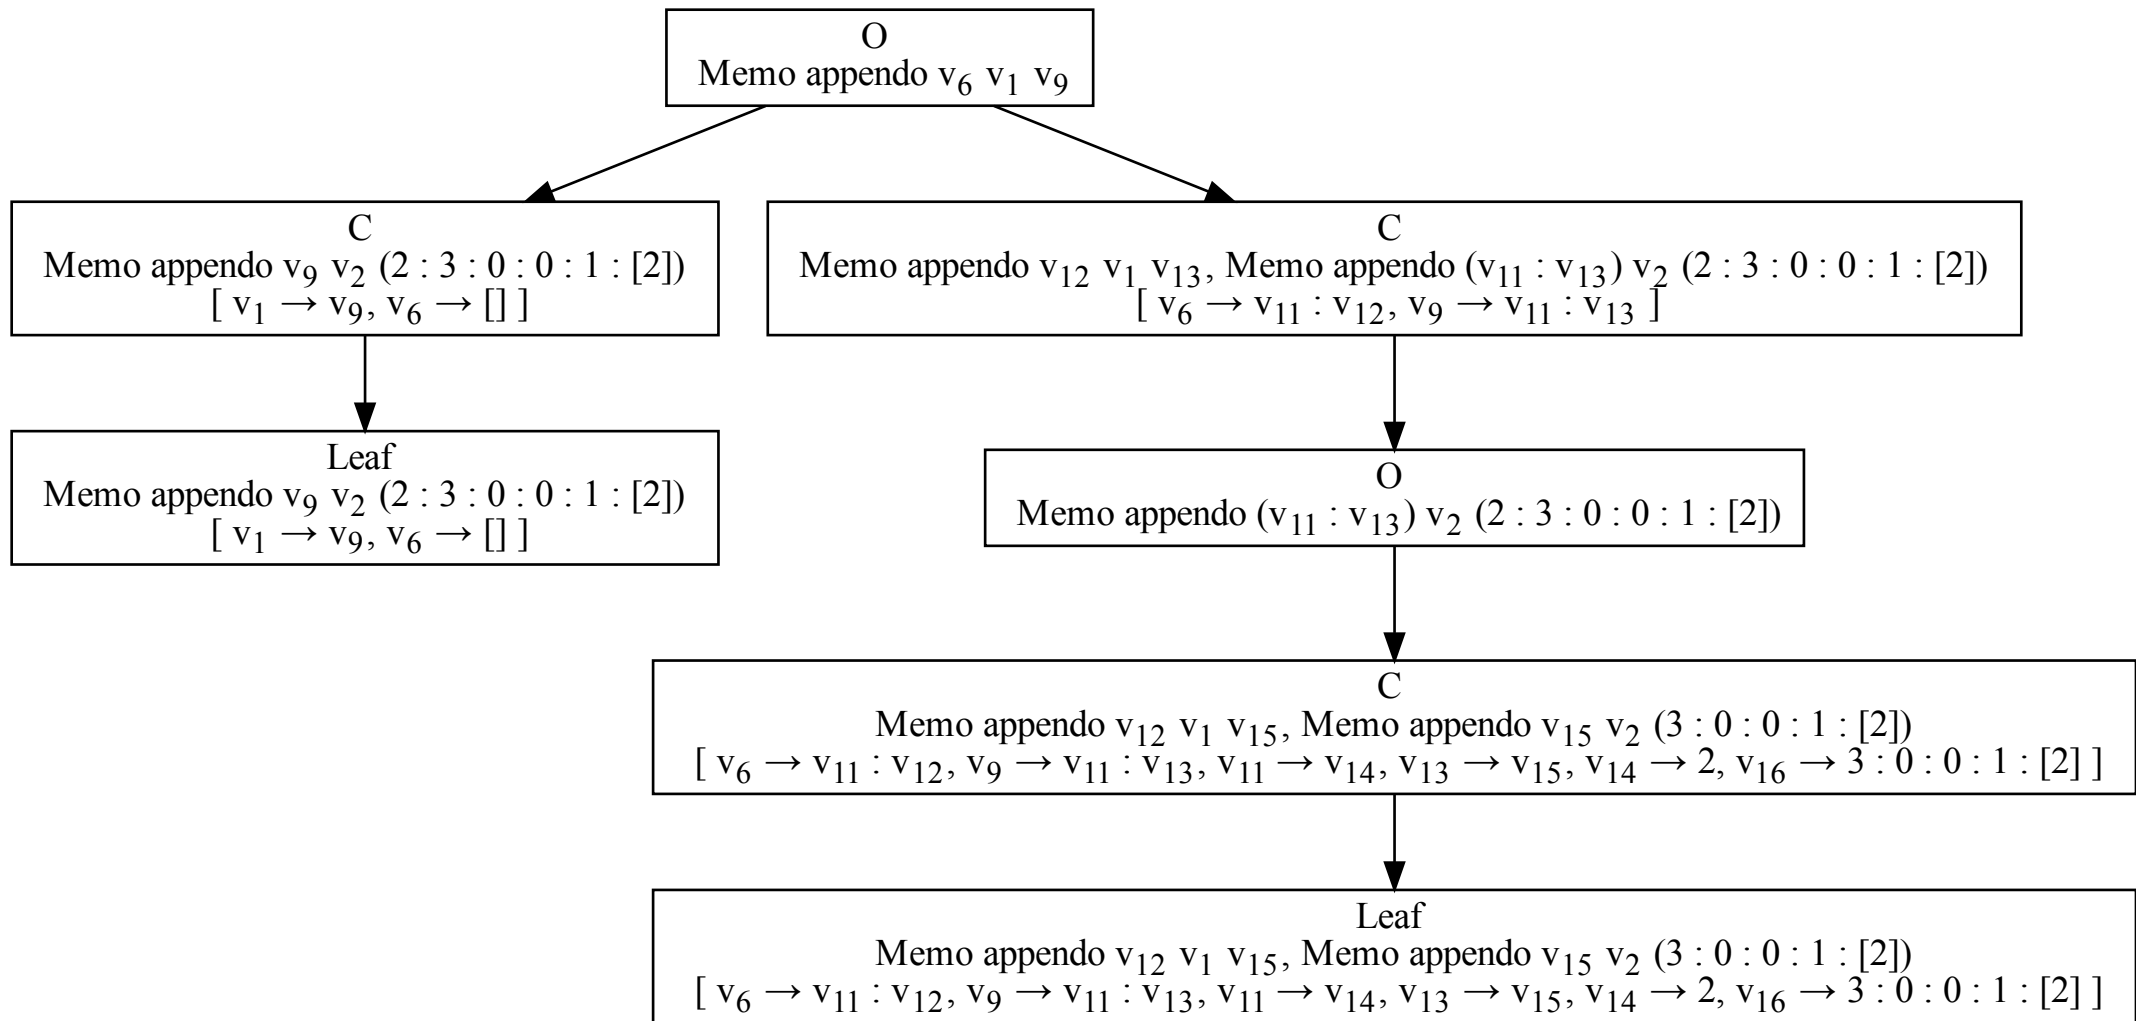 O
Memo appendo v₆ v₁ v₉
C
Memo appendo v₉ v₂ (2 : 3 : 0 : 0 : 1 : [2])
[ v₁ → v₉, v₆ → [] ]
C
Memo appendo v₁₂ v₁ v₁₃, Memo appendo (v₁₁ : v₁₃) v₂ (2 : 3 : 0 : 0 : 1 : [2])
[ v₆ → v₁₁ : v₁₂, v₉ → v₁₁ : v₁₃ ]
Leaf
Memo appendo v₉ v₂ (2 : 3 : 0 : 0 : 1 : [2])
[ v₁ → v₉, v₆ → [] ]
O
Memo appendo (v₁₁ : v₁₃) v₂ (2 : 3 : 0 : 0 : 1 : [2])
C
Memo appendo v₁₂ v₁ v₁₅, Memo appendo v₁₅ v₂ (3 : 0 : 0 : 1 : [2])
[ v₆ → v₁₁ : v₁₂, v₉ → v₁₁ : v₁₃, v₁₁ → v₁₄, v₁₃ → v₁₅, v₁₄ → 2, v₁₆ → 3 : 0 : 0 : 1 : [2] ]
Leaf
Memo appendo v₁₂ v₁ v₁₅, Memo appendo v₁₅ v₂ (3 : 0 : 0 : 1 : [2])
[ v₆ → v₁₁ : v₁₂, v₉ → v₁₁ : v₁₃, v₁₁ → v₁₄, v₁₃ → v₁₅, v₁₄ → 2, v₁₆ → 3 : 0 : 0 : 1 : [2] ]